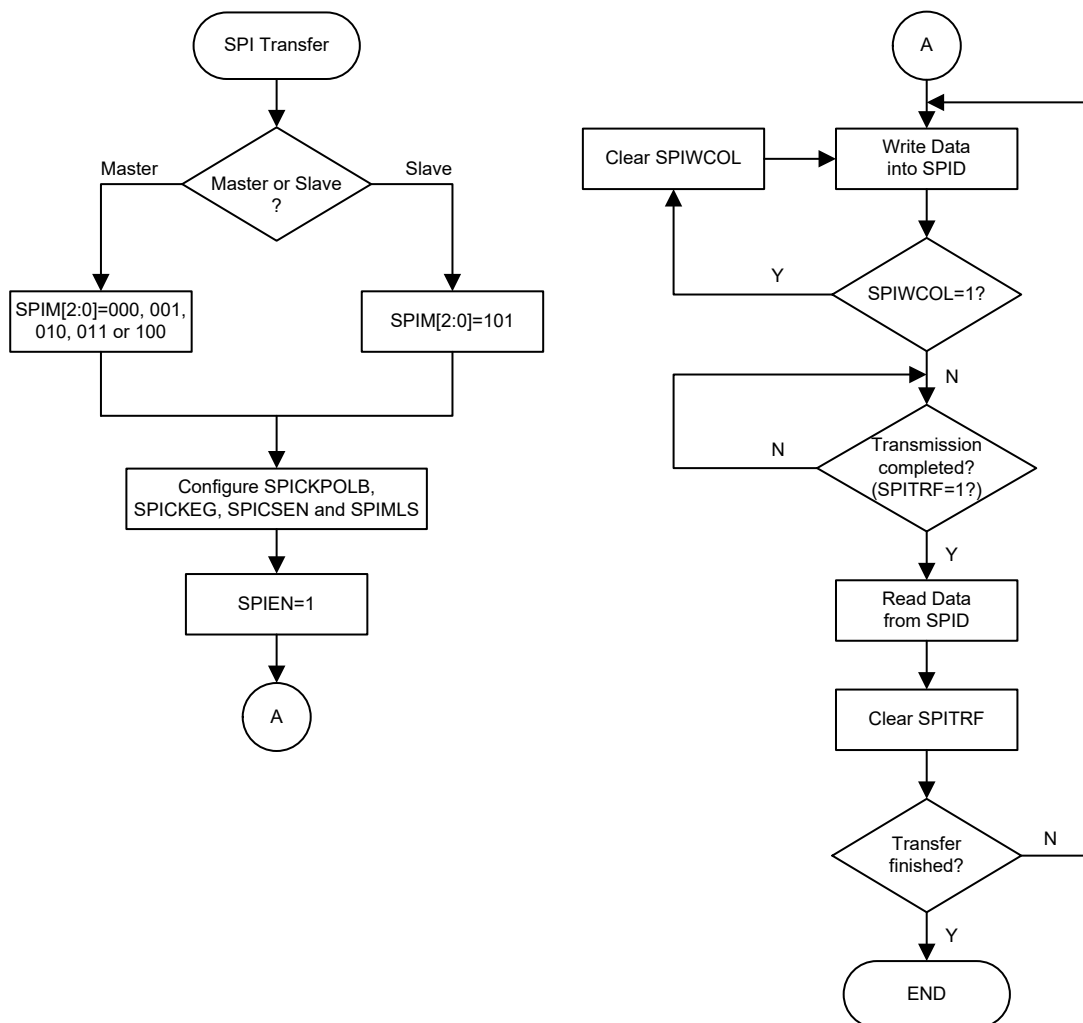 SPI Transfer
Master
Slave
Master or Slave
?
SPIM[2:0]=000, 001,
010, 011 or 100
SPIM[2:0]=101
Configure SPICKPOLB,
SPICKEG, SPICSEN and SPIMLS
SPIEN=1
A
A
Clear SPIWCOL
Write Data
into SPID
Y
SPIWCOL=1?
N
N
Transmission
completed?
(SPITRF=1?)
Y
Read Data
from SPID
Clear SPITRF
Transfer
finished?
N
Y
END